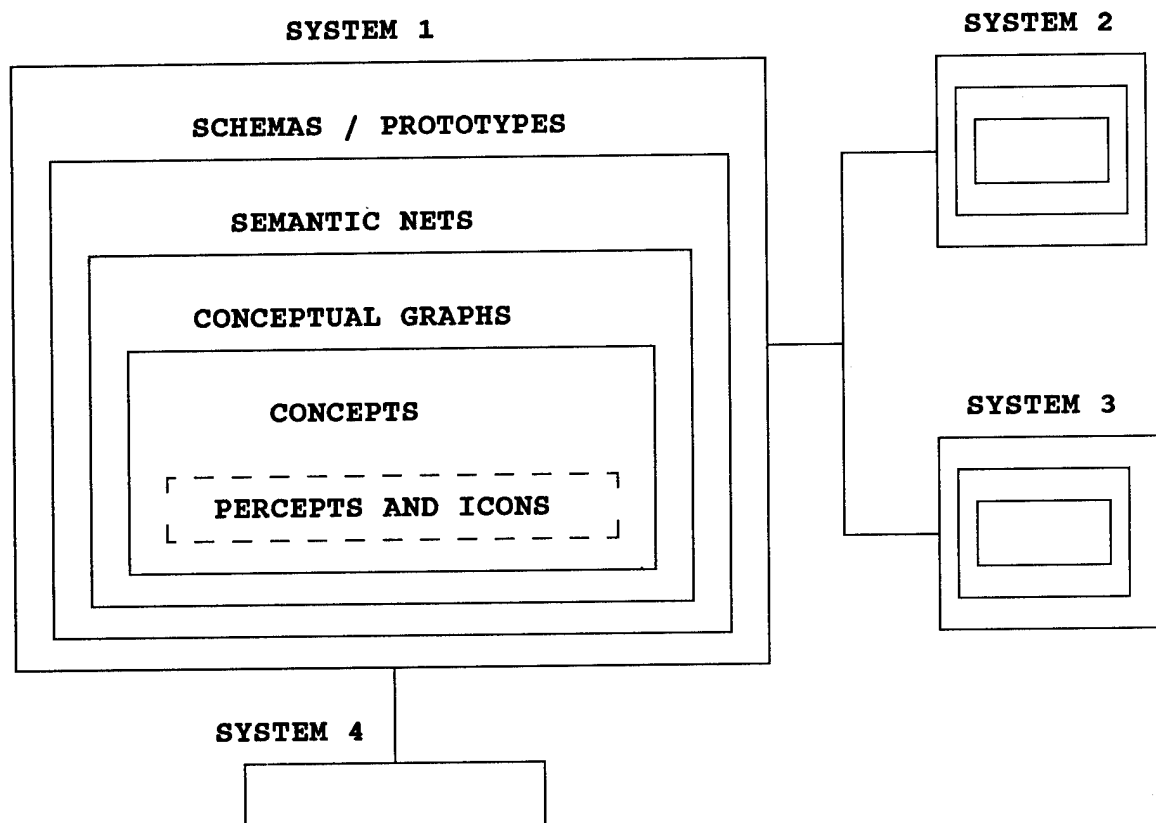 SYSTEM 1
SCHEMAS / PROTOTYPES
SEMANTIC NETS
CONCEPTUAL GRAPHS
CONCEPTS
PERCEPTS AND ICONS
SYSTEM 2
SYSTEM 3
SYSTEM 4